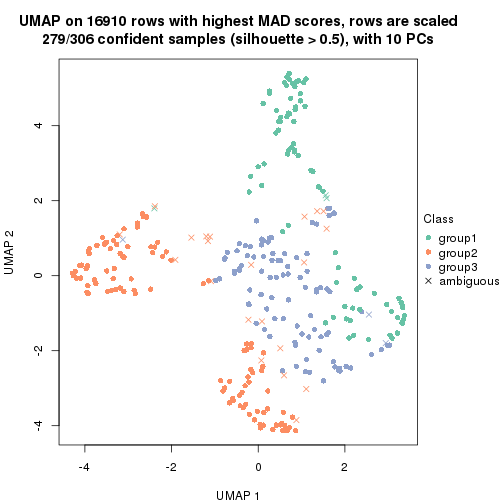 UMAP on 16910 rows with highest MAD scores, rows are scaled
279/306 confident samples (silhouette > 0.5), with 10 PCs
4
2
0
-2
-4
UMAP 2
-4
-2
0
2
UMAP 1
Class
group1
group2
group3
ambiguous